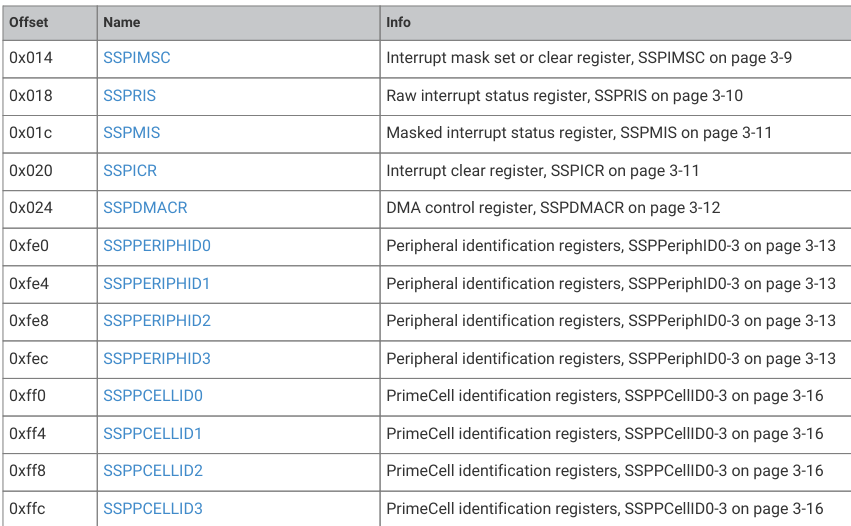 Offset Name Info
0x014 SSPIMSC Interrupt mask set or clear register, SSPIMSC on page 3-9
0x018 SSPRIS Raw interrupt status register, SSPRIS on page 3-10
0x01c SSPMIS Masked interrupt status register, SSPMIS on page 3-11
0x020 SSPICR Interrupt clear register, SSPICR on page 3-11
0x024 SSPDMACR DMA control register, SSPDMACR on page 3-12
0xfe0 SSPPERIPHID0 Peripheral identification registers, SSPPeriphID0-3 on page 3-13
0xfe4 SSPPERIPHID1 Peripheral identification registers, SSPPeriphID0-3 on page 3-13
0xfe8 SSPPERIPHID2 Peripheral identification registers, SSPPeriphID0-3 on page 3-13
0xfec SSPPERIPHID3 Peripheral identification registers, SSPPeriphID0-3 on page 3-13
0xff0 SSPPCELLID0 PrimeCell identification registers, SSPPCellID0-3 on page 3-16
0xff4 SSPPCELLID1 PrimeCell identification registers, SSPPCellID0-3 on page 3-16
0xff8 SSPPCELLID2 PrimeCell identification registers, SSPPCellID0-3 on page 3-16
0xffc SSPPCELLID3 PrimeCell identification registers, SSPPCellID0-3 on page 3-16